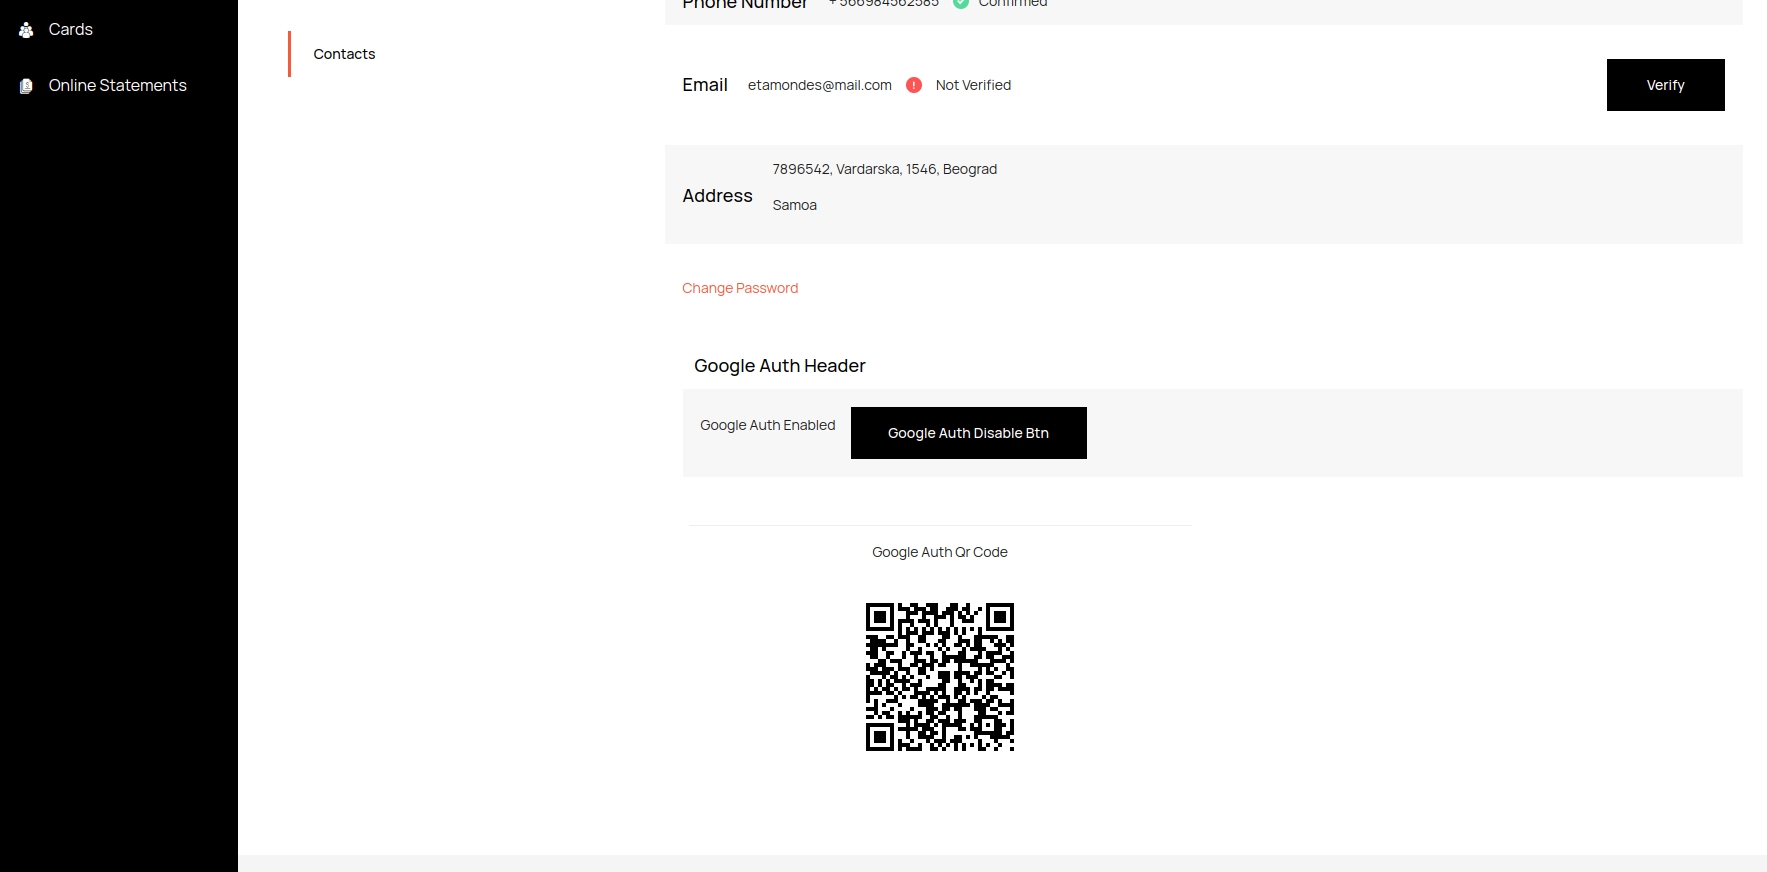 Cards
Online Statements
Contacts
Phone Number +566984562585 Confirmed
Email etamondes@mail.com Not Verified
Verify
Address
7896542, Vardarska, 1546, Beograd
Samoa
Change Password
Google Auth Header
Google Auth Enabled
Google Auth Disable Btn
Google Auth Qr Code